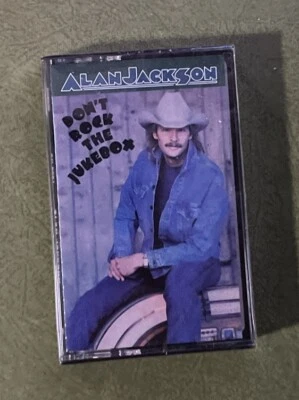 ALAN JACKSON
DON'T
ROCK
THE
JUKEBOX